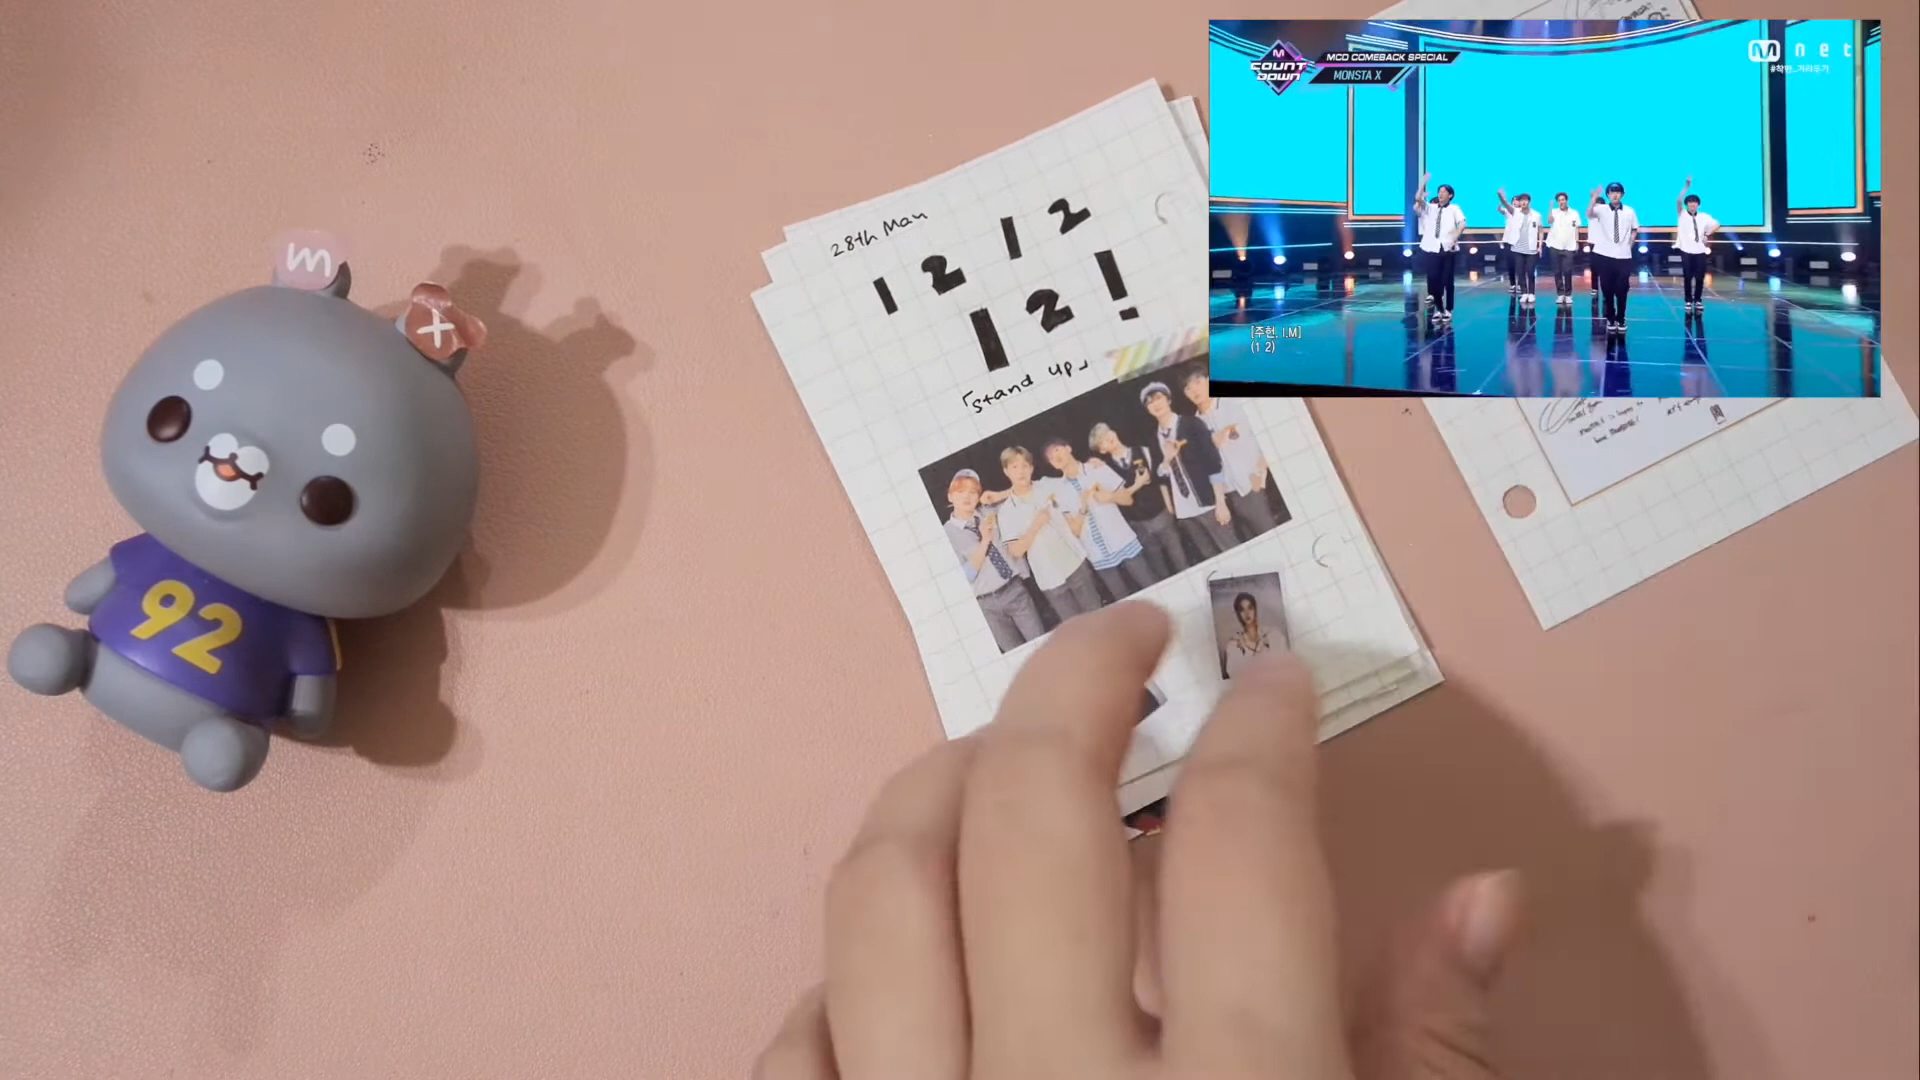 M
COUNT
DOWN
MCD COMEBACK SPECIAL
MONSTA X
M net
[주헌, I.M]
(1 2)
28th May
1 2 1 2
1 2 !
「Stand up」
m
+
92